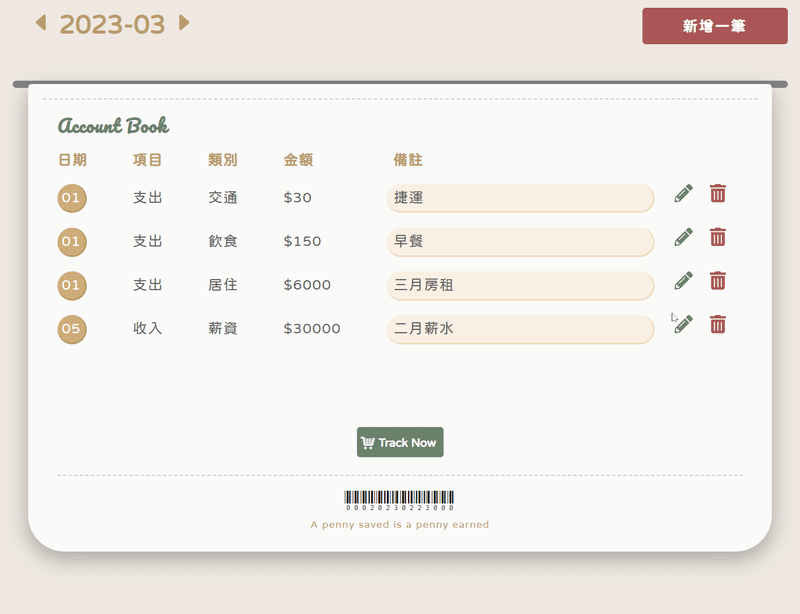 2023-03
新增一筆
Account Book
日期 項目 類別 金額 備註
01 支出 交通 $30 捷運
01 支出 飲食 $150 早餐
01 支出 居住 $6000 三月房租
05 收入 薪資 $30000 二月薪水
Track Now
00020230223000
A penny saved is a penny earned